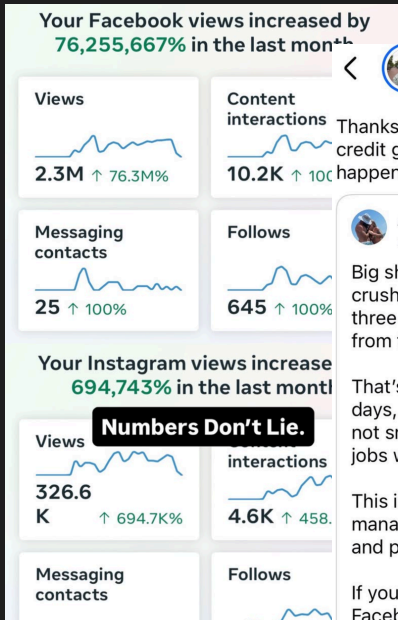 Your Facebook views increased by
76,255,667% in the last month
Views
2.3M ↑ 76.3M%
Content
interactions
10.2K ↑ 100
Messaging
contacts
25 ↑ 100%
Follows
645 ↑ 100%
Your Instagram views increase
694,743% in the last month
Numbers Don't Lie.
Views
326.6
K ↑ 694.7K%
interactions
4.6K ↑ 458.
Messaging
contacts
Follows
Thanks
credit g
happen
Big sh
crush
three
from
That's
days,
not sm
jobs w
This i
mana
and p
If you
Faceb